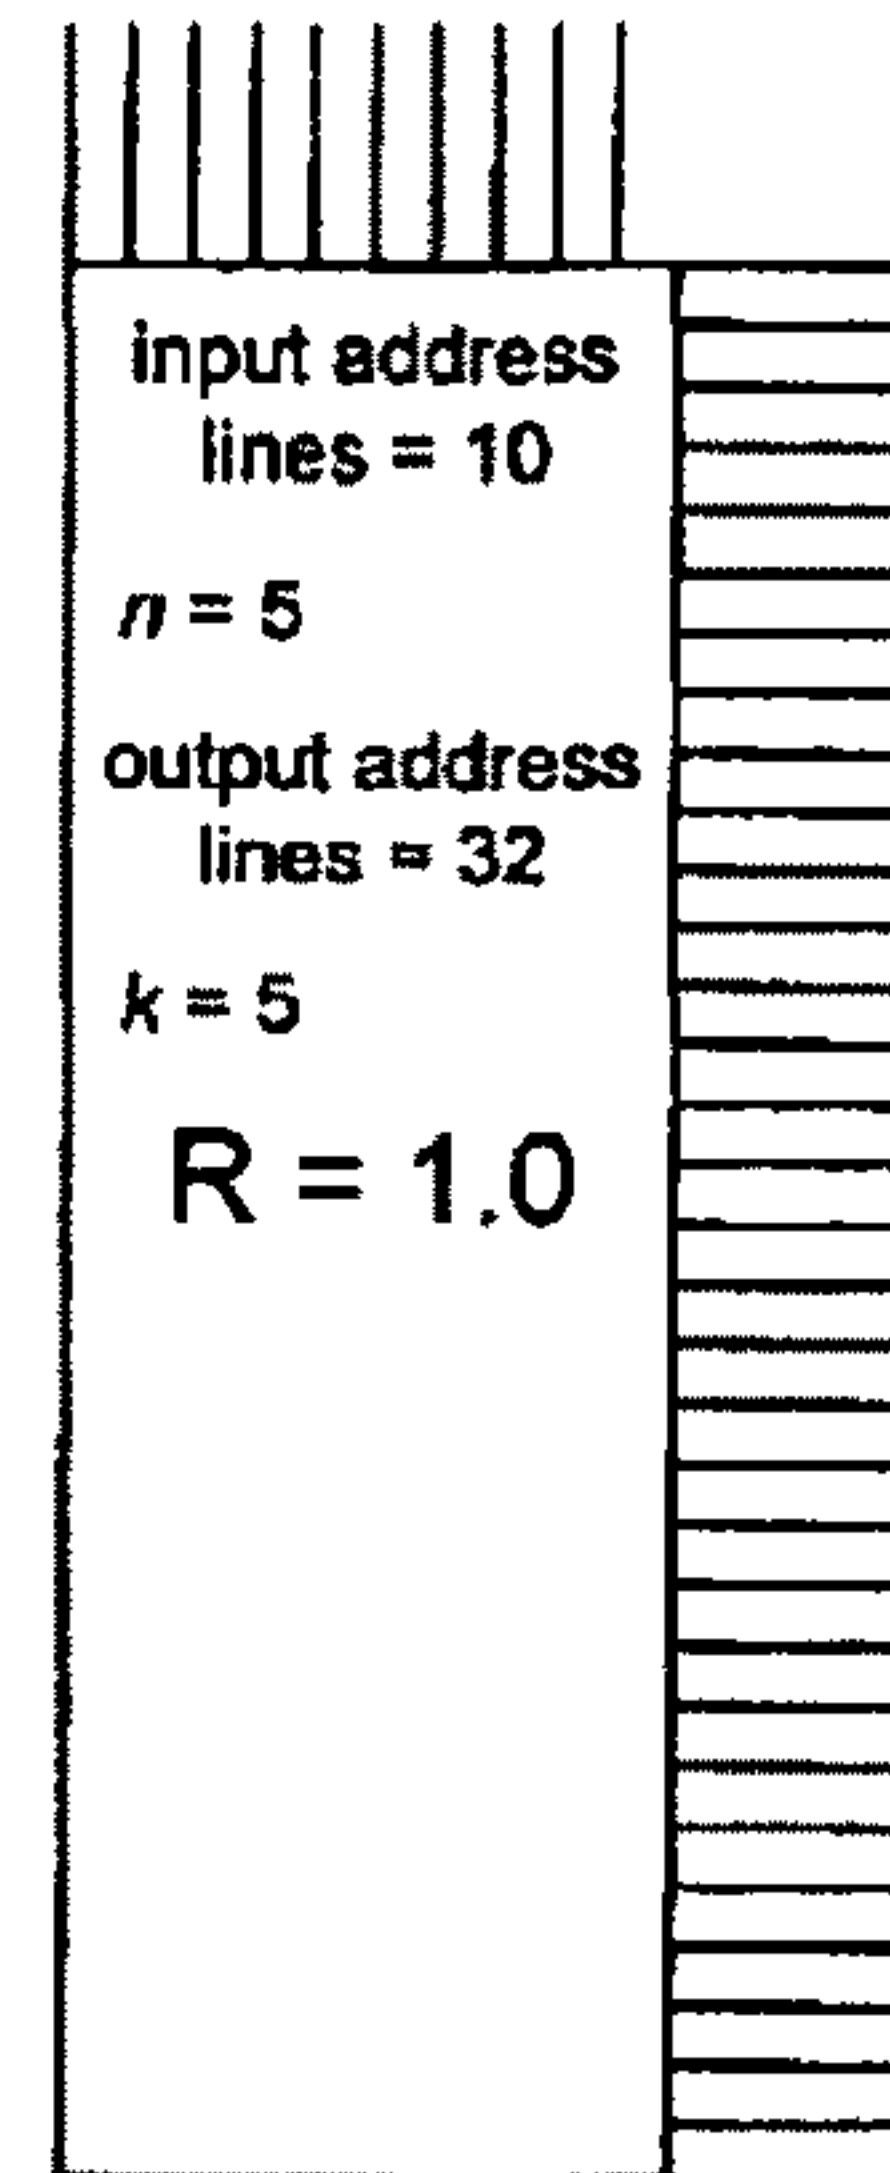 input address
lines = 10
n = 5
output address
lines = 32
k = 5
R = 1.0